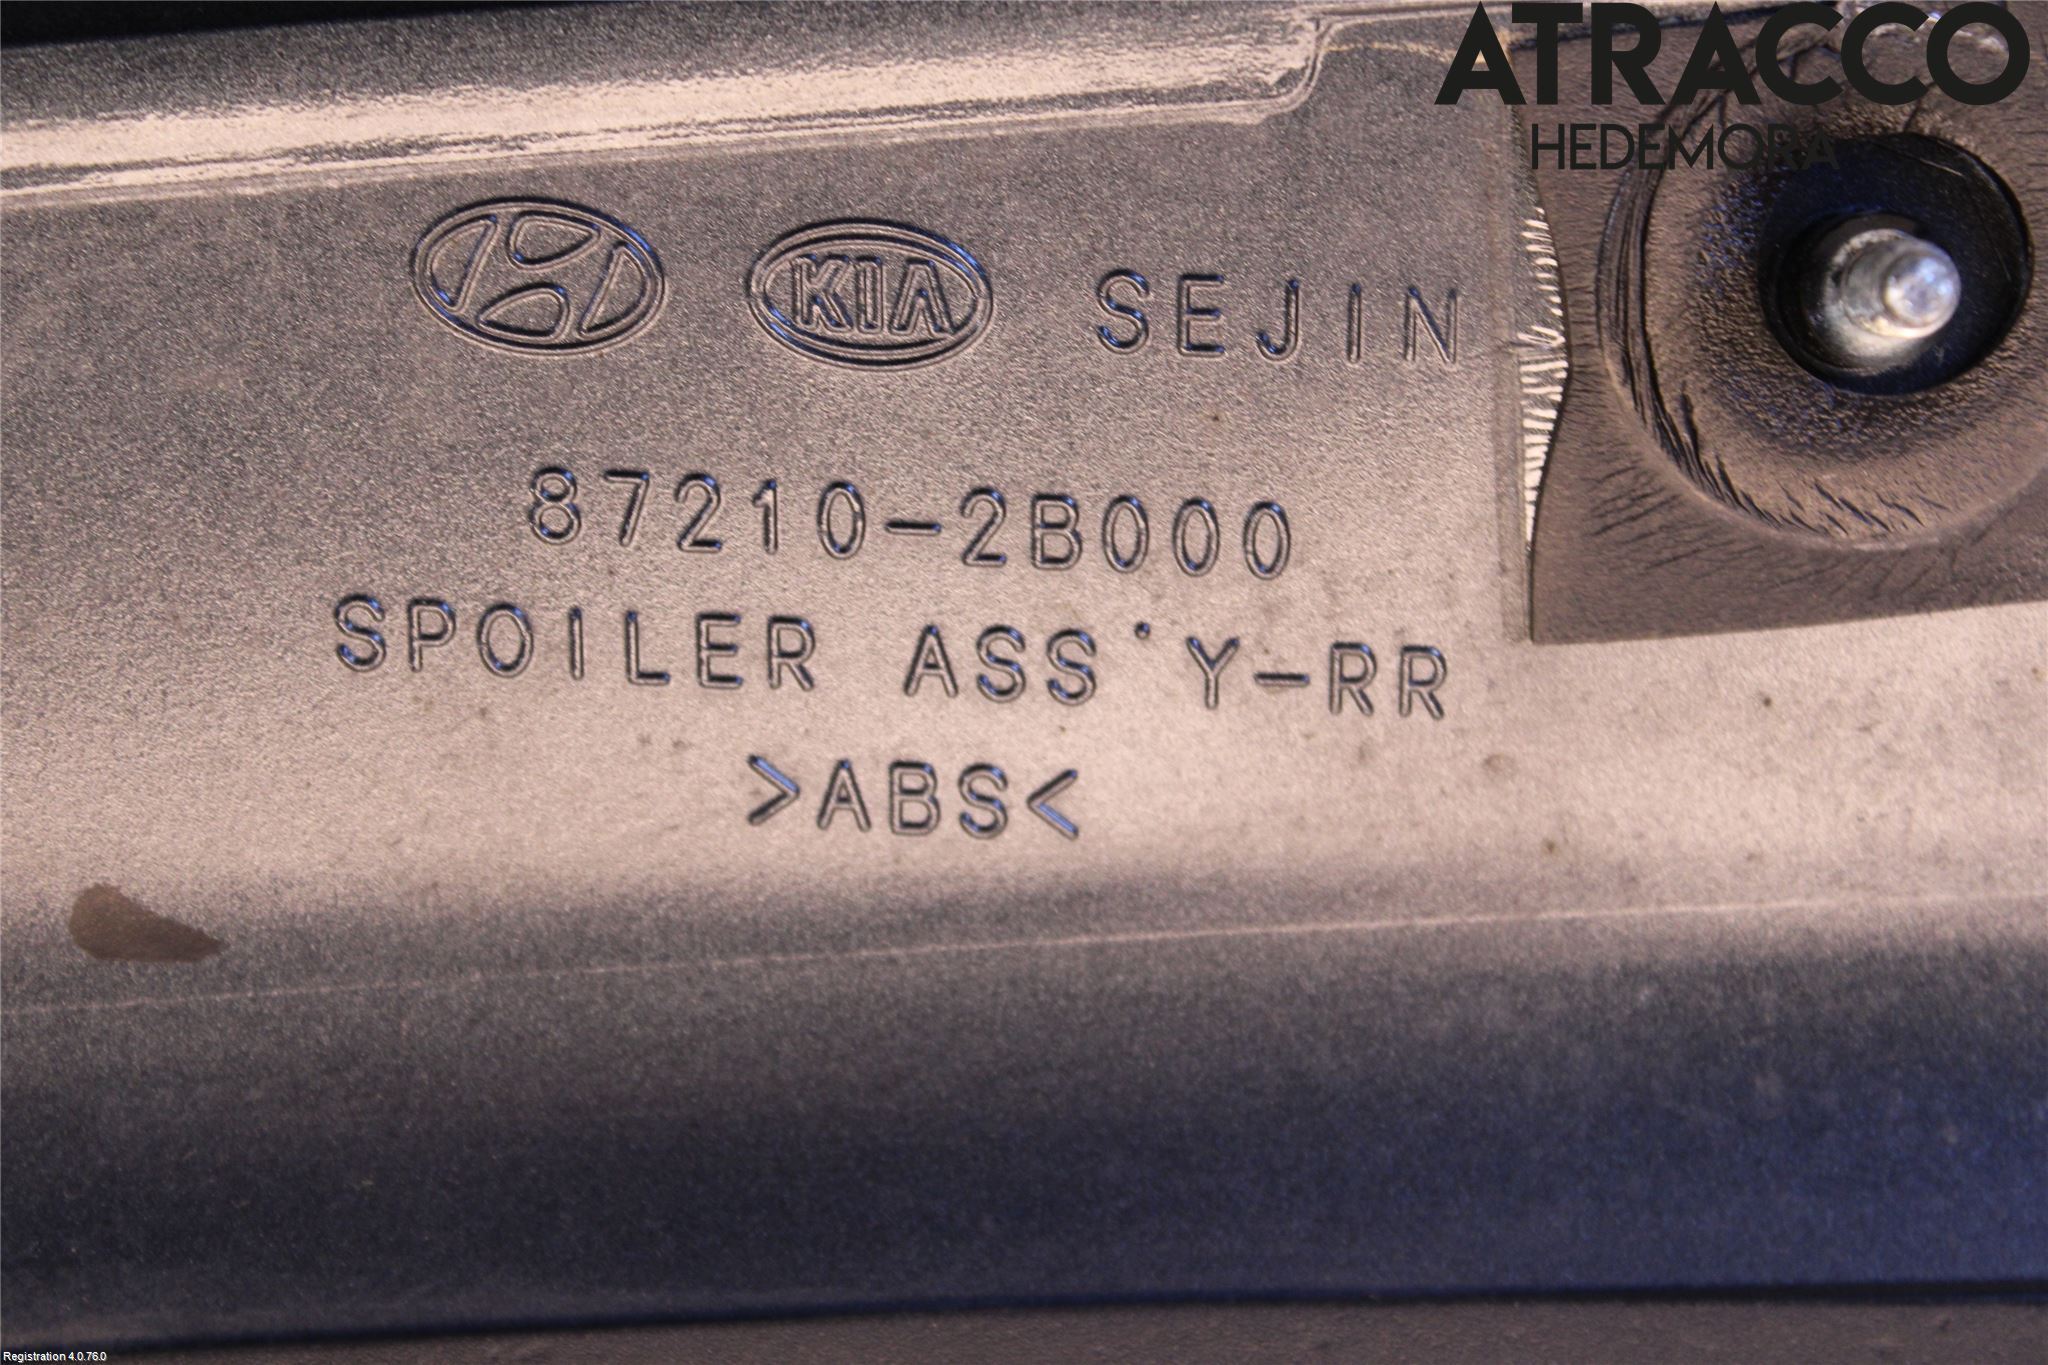 ATRACCO
HEDEMORA
KIA SEJIN
87210-2B000
SPOILER ASS'Y-RR
>ABS<
Registration 4.0.76.0